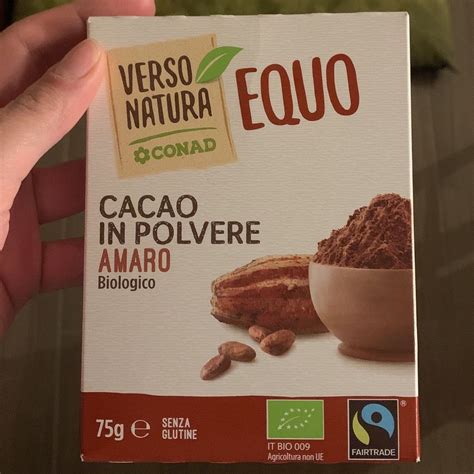 VERSO
NATURA
CONAD
EQUO
CACAO
IN POLVERE
AMARO
Biologico
75g ℮
SENZA
GLUTINE
IT BIO 009
Agricoltura non UE
®
FAIRTRADE